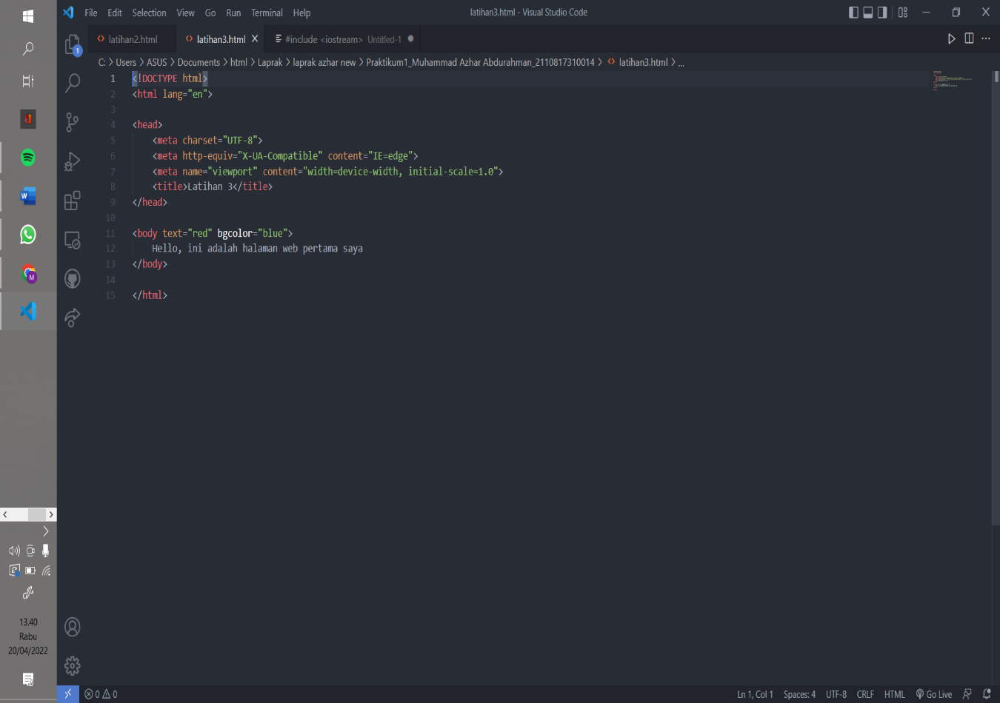 File Edit Selection View Go Run Terminal Help
latihan3.html - Visual Studio Code
latihan2.html
latihan3.html
#include <iostream> Untitled-1
C: > Users > ASUS > Documents > html > Laprak > laprak azhar new > Praktikum1_Muhammad Azhar Abdurahman_2110817310014 > latihan3.html > ...
1 <!DOCTYPE html>
2 <html lang="en">
3
4 <head>
5 <meta charset="UTF-8">
6 <meta http-equiv="X-UA-Compatible" content="IE=edge">
7 <meta name="viewport" content="width=device-width, initial-scale=1.0">
8 <title>Latihan 3</title>
9 </head>
10
11 <body text="red" bgcolor="blue">
12 Hello, ini adalah halaman web pertama saya
13 </body>
14
15 </html>
1
W
M
13.40
Rabu
20/04/2022
0 0
Ln 1, Col 1 Spaces: 4 UTF-8 CRLF HTML Go Live